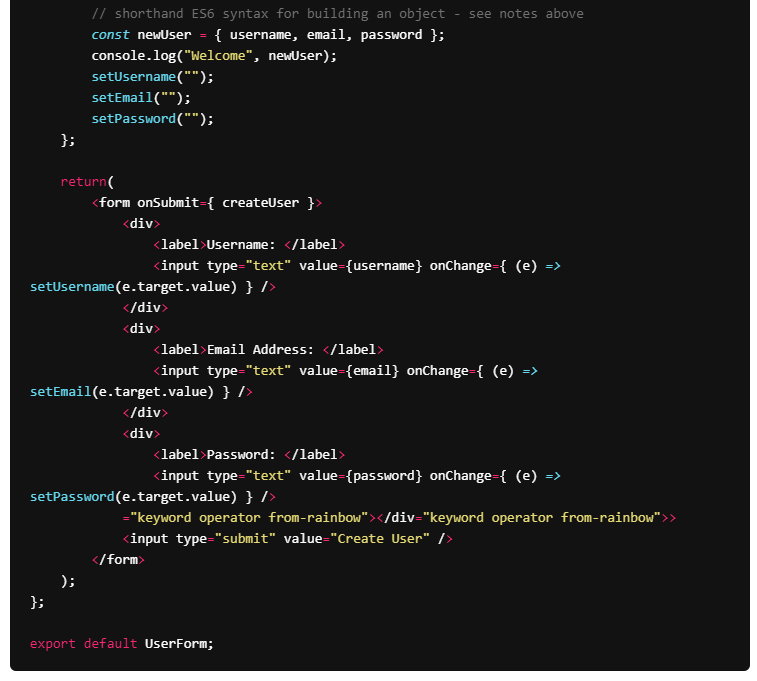 // shorthand ES6 syntax for building an object - see notes above
const newUser = { username, email, password };
console.log("Welcome", newUser);
setUsername("");
setEmail("");
setPassword("");
};
return(
<form onSubmit={ createUser }>
<div>
<label>Username: </label>
<input type="text" value={username} onChange={ (e) =>
setUsername(e.target.value) } />
</div>
<div>
<label>Email Address: </label>
<input type="text" value={email} onChange={ (e) =>
setEmail(e.target.value) } />
</div>
<div>
<label>Password: </label>
<input type="text" value={password} onChange={ (e) =>
setPassword(e.target.value) } />
="keyword operator from-rainbow"></div="keyword operator from-rainbow">>
<input type="submit" value="Create User" />
</form>
);
};
export default UserForm;